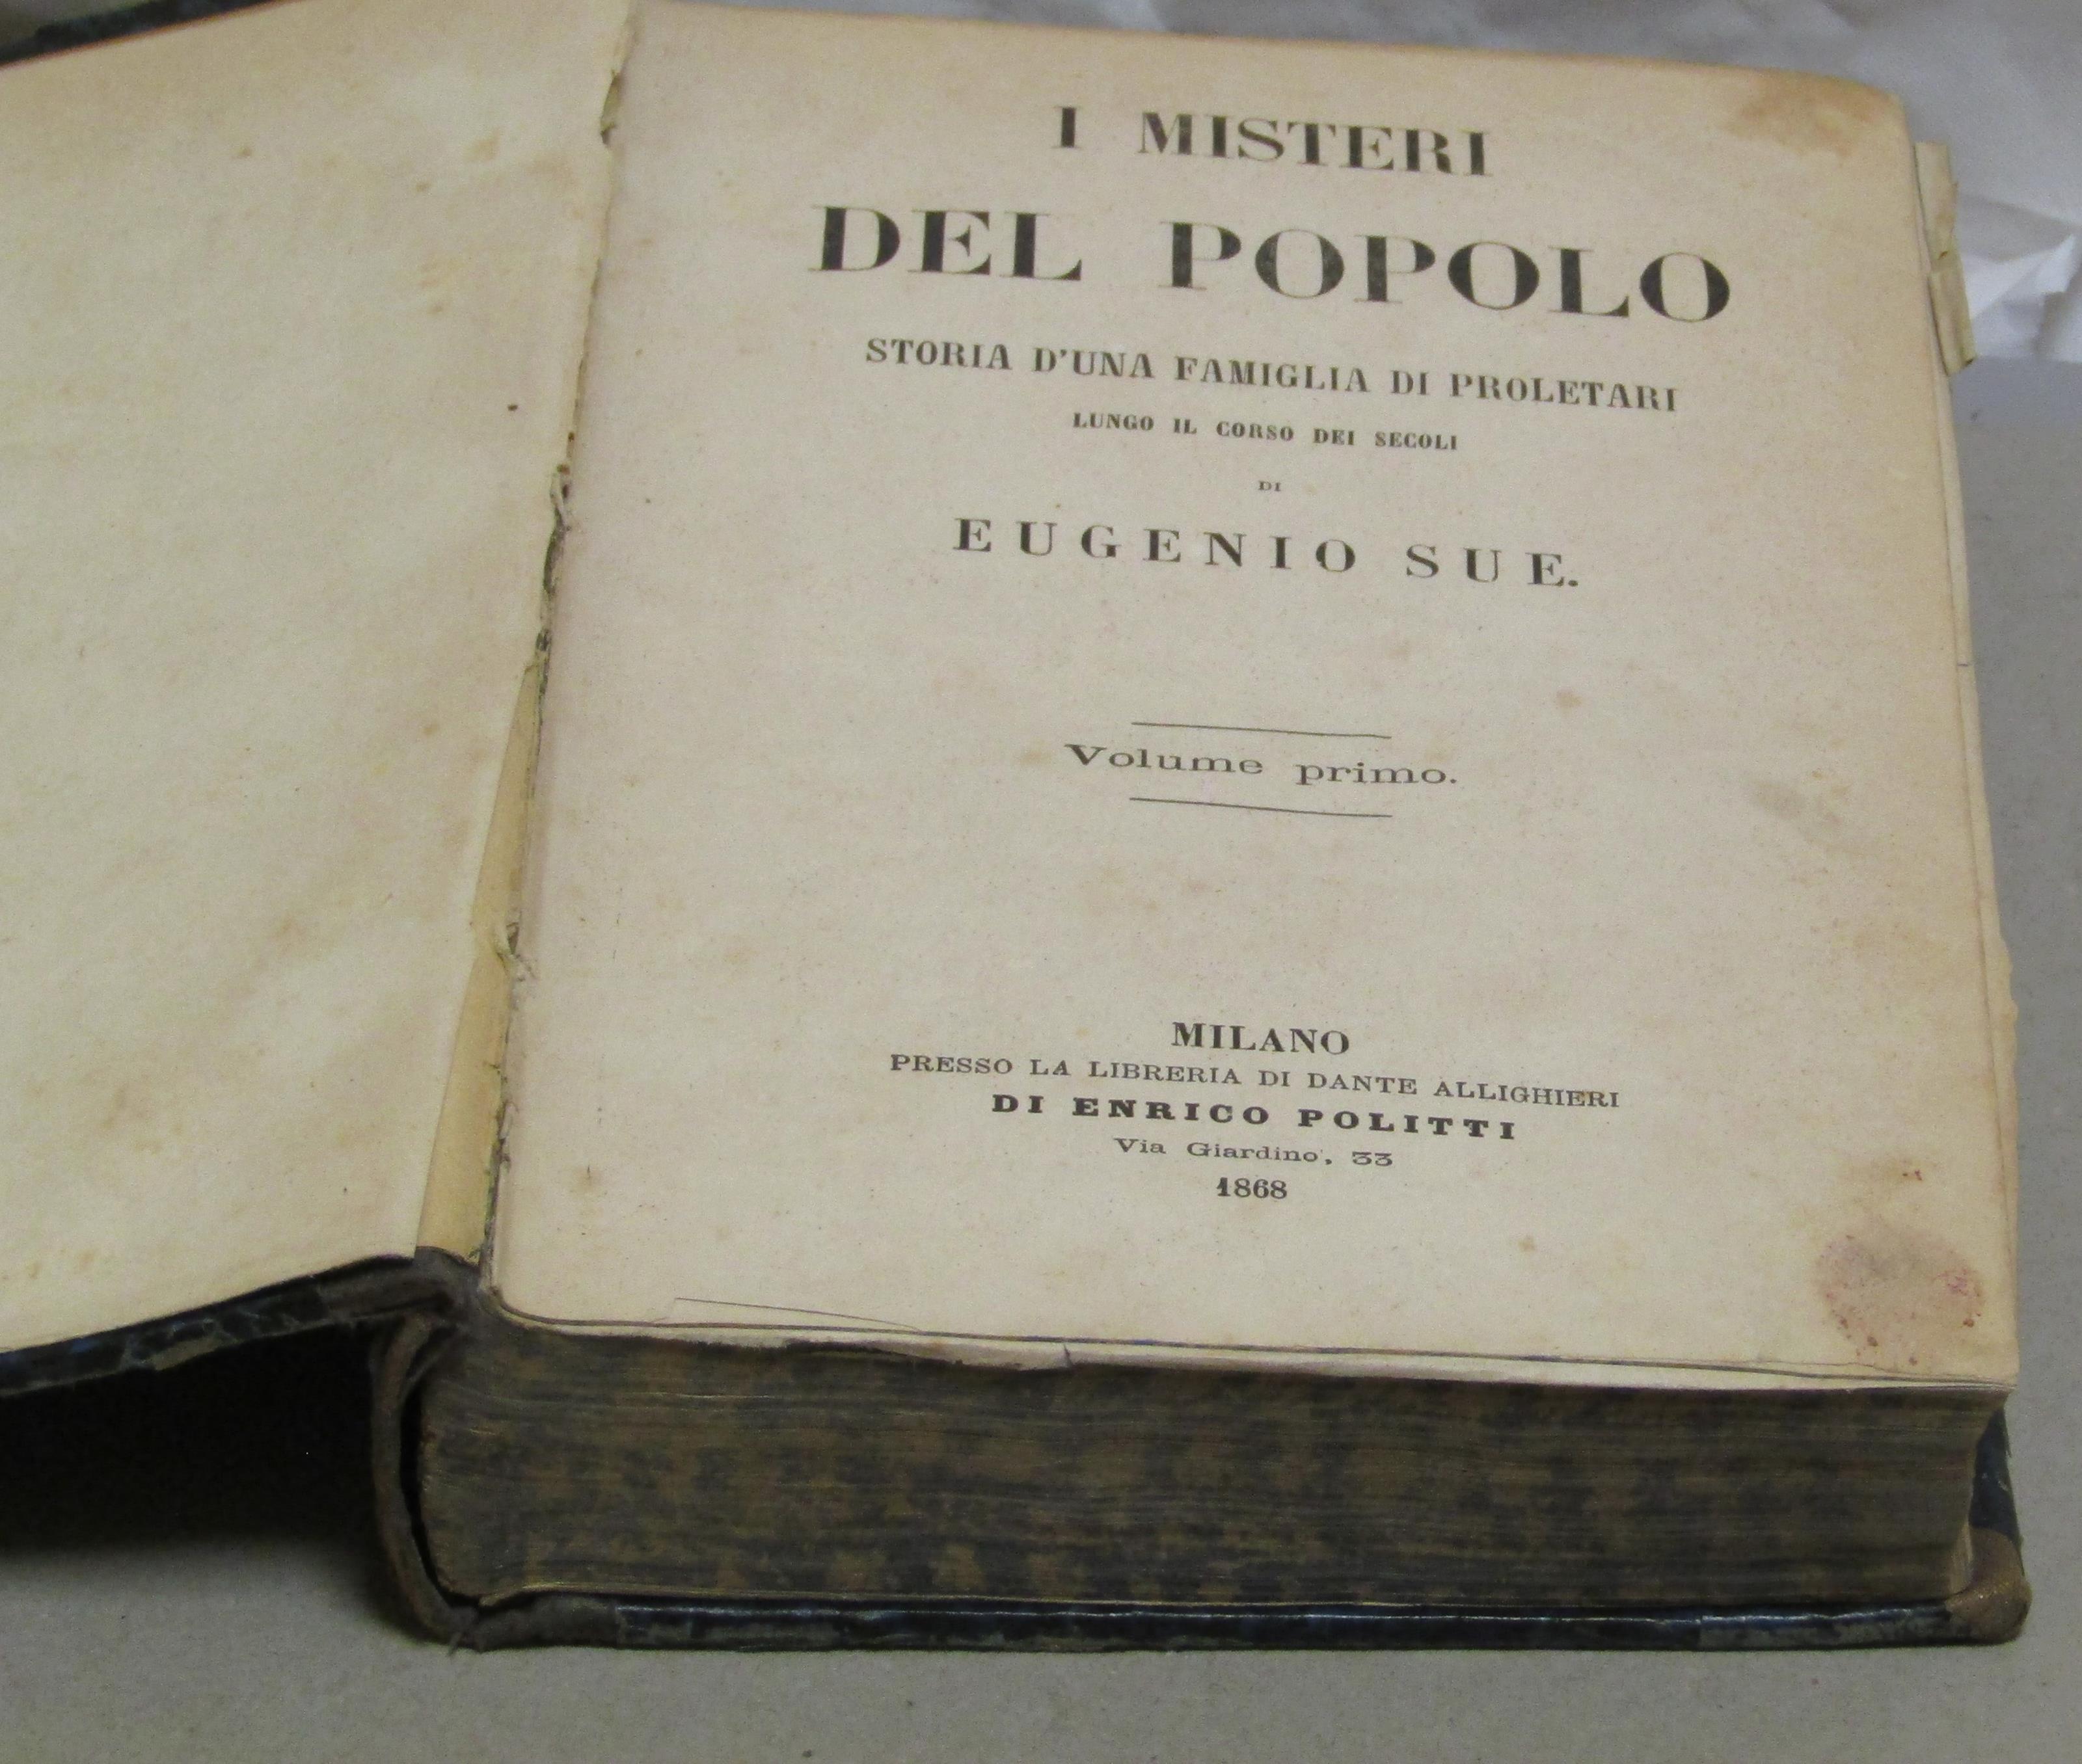 I MISTERI
DEL POPOLO
STORIA D'UNA FAMIGLIA DI PROLETARI
LUNGO IL CORSO DEI SECOLI
DI
EUGENIO SUE.
Volume primo.
MILANO
PRESSO LA LIBRERIA DI DANTE ALLIGHIERI
DI ENRICO POLITTI
Via Giardino, 33
1868